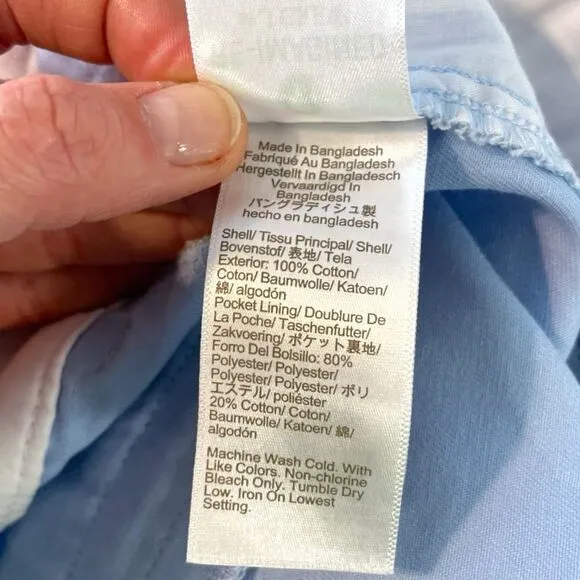 Made In Bangladesh
Fabriqué Au Bangladesh
Hergestellt In Bangladesch
Vervaardigd In
Bangladesh
バングラディシュ製
hecho en bangladesh
Shell/ Tissu Principal/ Shell/
Bovenstof/ 表地/ Tela
Exterior: 100% Cotton/
Coton/ Baumwolle/ Katoen/
綿/ algodón
Pocket Lining/ Doublure De
La Poche/ Taschenfutter/
Zakvoering/ ポケット裏地/
Forro Del Bolsillo: 80%
Polyester/ Polyester/
Polyester/ Polyester/ ポリ
エステル/ poliéster
20% Cotton/ Coton/
Baumwolle/ Katoen/ 綿/
algodón
Machine Wash Cold. With
Like Colors. Non-chlorine
Bleach Only. Tumble Dry
Low. Iron On Lowest
Setting.